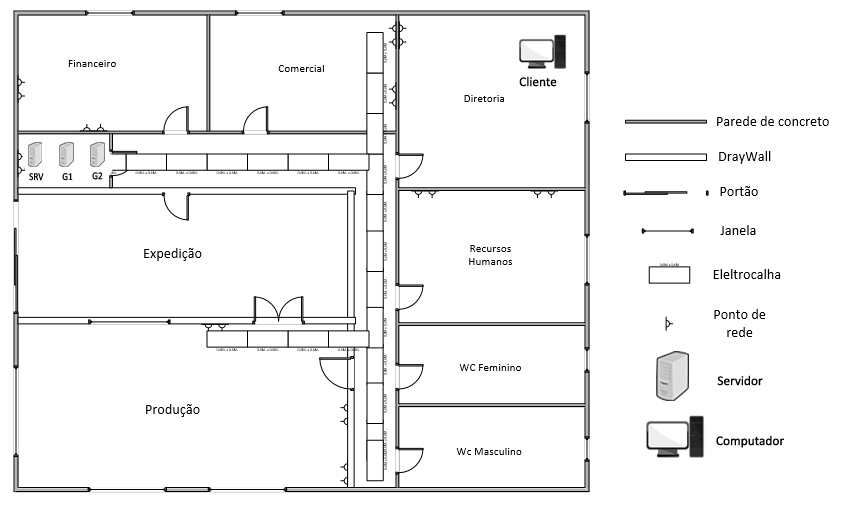 Financeiro
Comercial
Diretoria
Cliente
SRV
G1
G2
Expedição
Recursos
Humanos
Produção
WC Feminino
Wc Masculino
Parede de concreto
DrayWall
Portão
Janela
Eleltrocalha
Ponto de
rede
Servidor
Computador